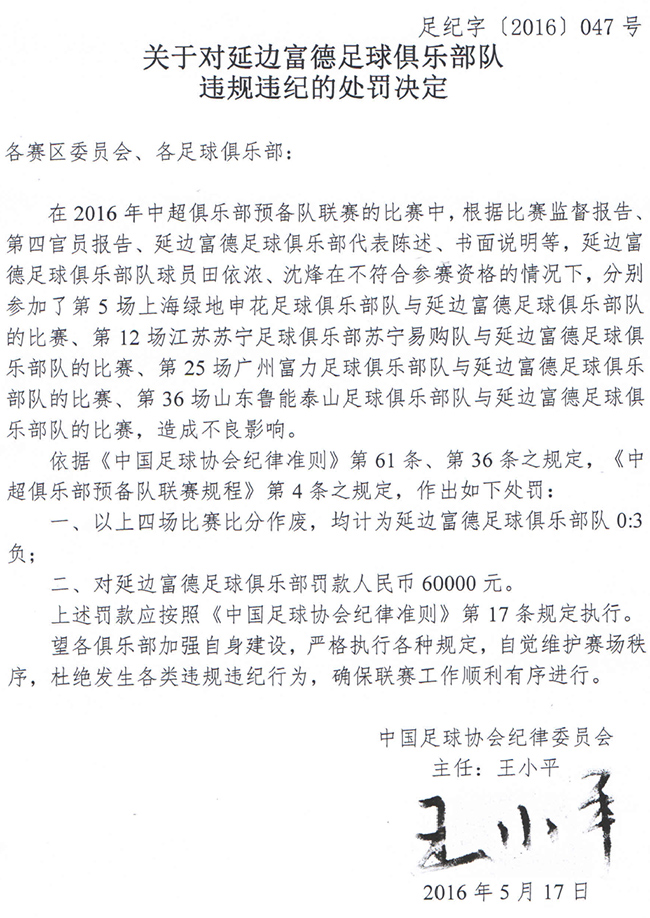 足纪字〔2016〕047 号
关于对延边富德足球俱乐部队
违规违纪的处罚决定
各赛区委员会、各足球俱乐部：
在 2016 年中超俱乐部预备队联赛的比赛中，根据比赛监督报告、
第四官员报告、延边富德足球俱乐部代表陈述、书面说明等，延边富
德足球俱乐部队球员田依浓、沈烽在不符合参赛资格的情况下，分别
参加了第 5 场上海绿地申花足球俱乐部队与延边富德足球俱乐部队
的比赛、第 12 场江苏苏宁足球俱乐部苏宁易购队与延边富德足球俱
乐部队的比赛、第 25 场广州富力足球俱乐部队与延边富德足球俱乐
部队的比赛、第 36 场山东鲁能泰山足球俱乐部队与延边富德足球俱
乐部队的比赛，造成不良影响。
依据《中国足球协会纪律准则》第 61 条、第 36 条之规定，《中
超俱乐部预备队联赛规程》第 4 条之规定，作出如下处罚：
一、以上四场比赛比分作废，均计为延边富德足球俱乐部队 0:3
负；
二、对延边富德足球俱乐部罚款人民币 60000 元。
上述罚款应按照《中国足球协会纪律准则》第 17 条规定执行。
望各俱乐部加强自身建设，严格执行各种规定，自觉维护赛场秩
序，杜绝发生各类违规违纪行为，确保联赛工作顺利有序进行。
中国足球协会纪律委员会
主任：王小平
王小平
2016 年 5 月 17 日